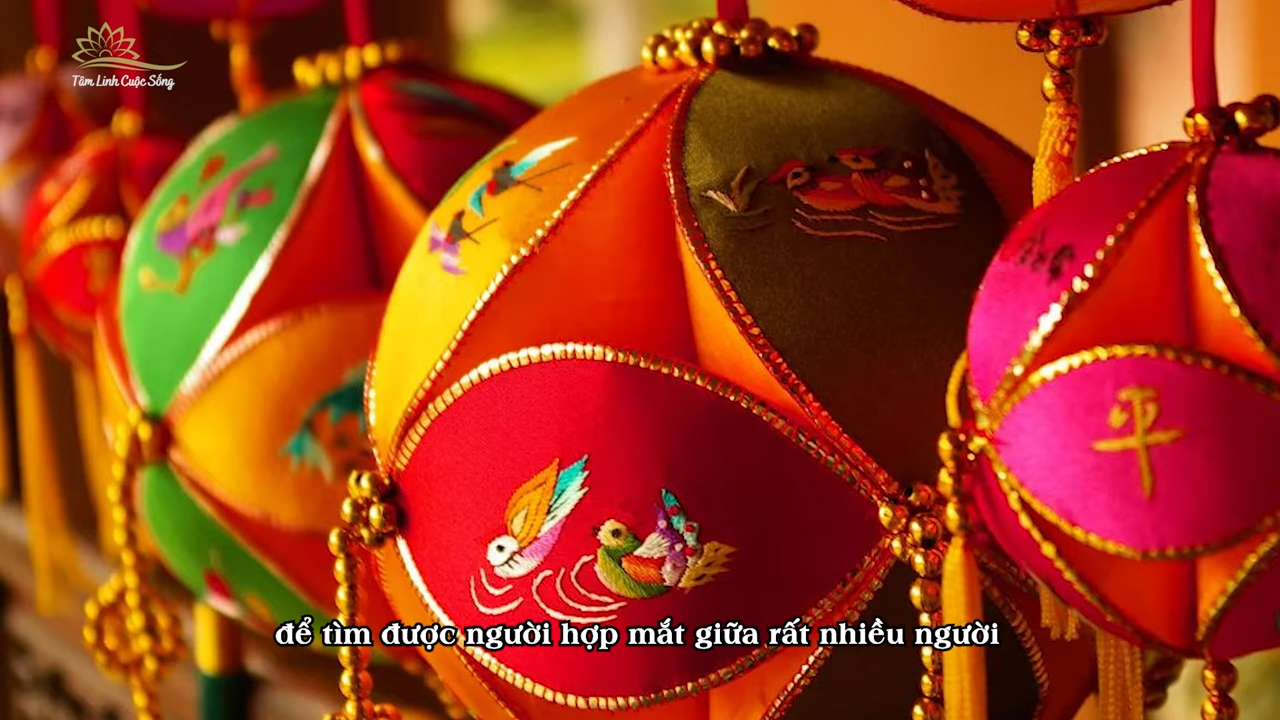 Tâm Linh Cuộc Sống
平
để tìm được người hợp mắt giữa rất nhiều người